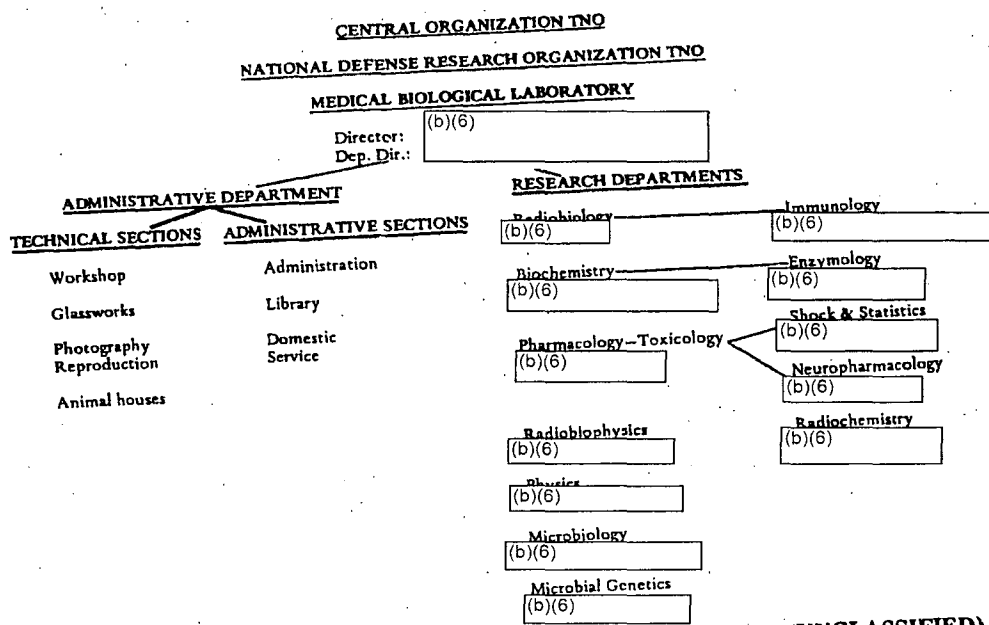 CENTRAL ORGANIZATION TNO
NATIONAL DEFENSE RESEARCH ORGANIZATION TNO
MEDICAL BIOLOGICAL LABORATORY
Director:
Dep. Dir.:
(b)(6)
ADMINISTRATIVE DEPARTMENT
TECHNICAL SECTIONS
Workshop
Glassworks
Photography
Reproduction
Animal houses
ADMINISTRATIVE SECTIONS
Administration
Library
Domestic
Service
RESEARCH DEPARTMENTS
Radiobiology
(b)(6)
Immunology
(b)(6)
Biochemistry
(b)(6)
Enzymology
(b)(6)
Pharmacology-Toxicology
(b)(6)
Shock & Statistics
(b)(6)
Neuropharmacology
(b)(6)
Radiochemistry
(b)(6)
Radiobiophysics
(b)(6)
Physics
(b)(6)
Microbiology
(b)(6)
Microbial Genetics
(b)(6)